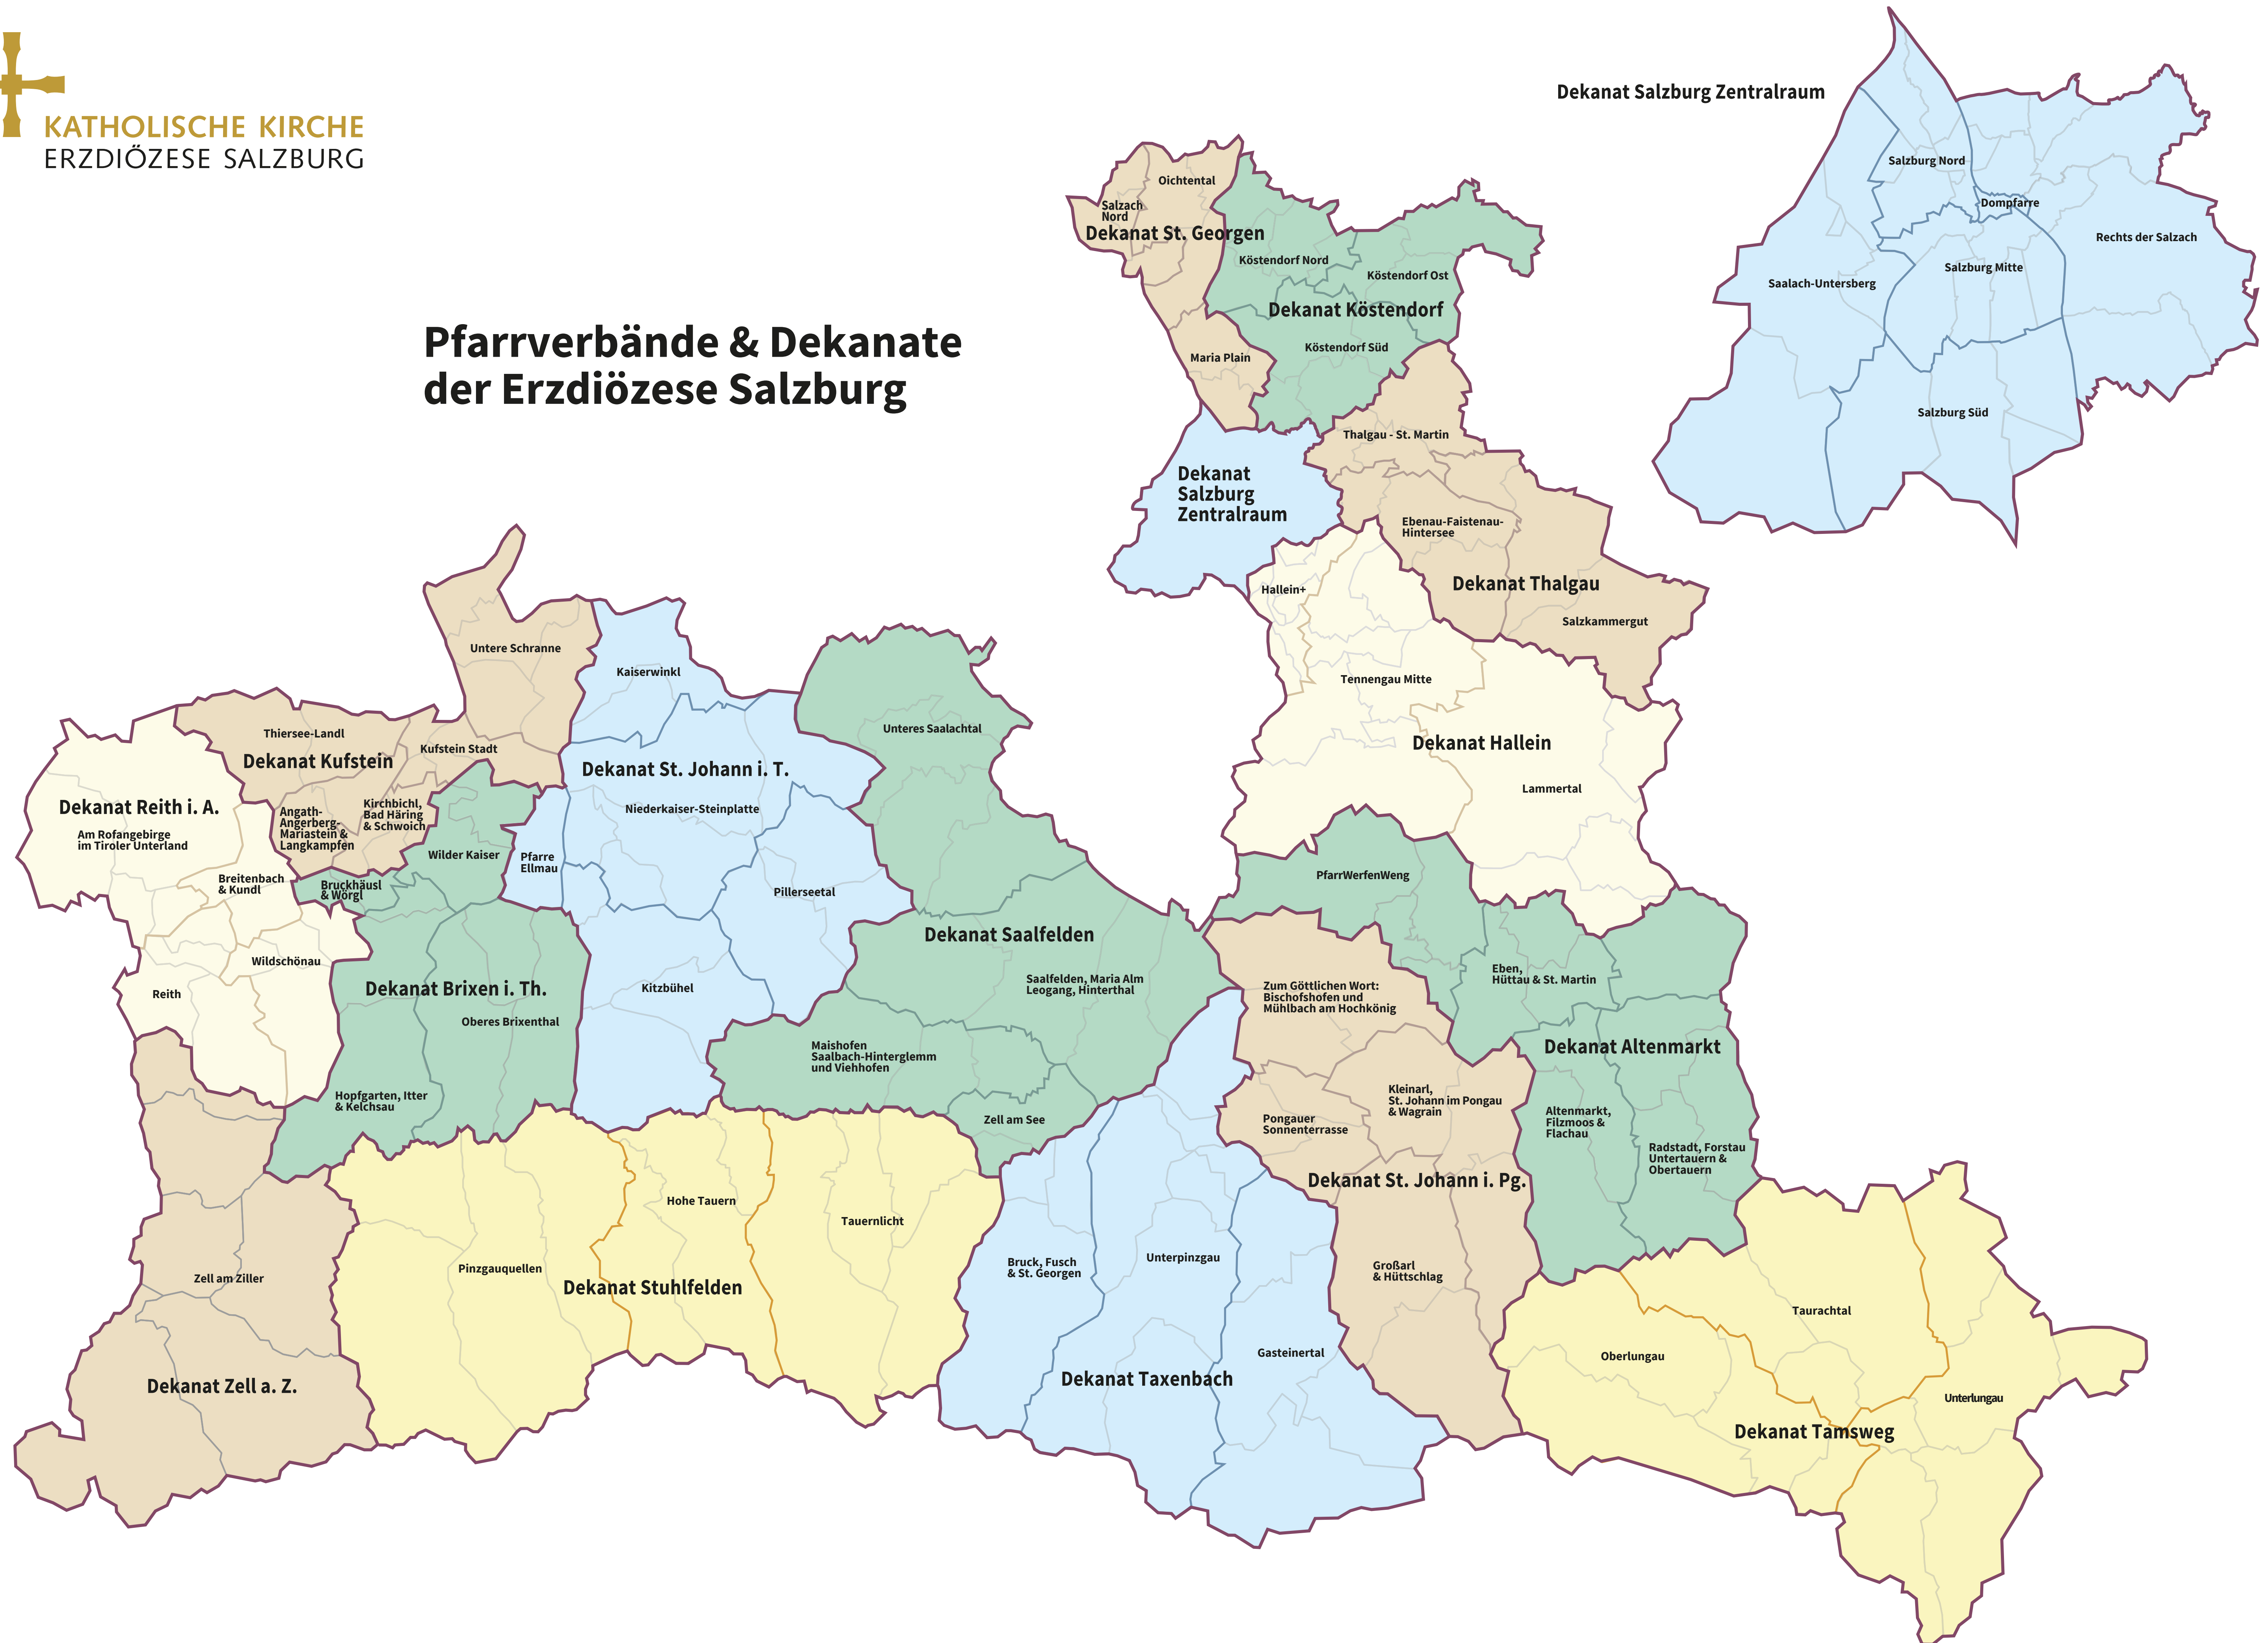 KATHOLISCHE KIRCHE
ERZDIÖZESE SALZBURG
Pfarrverbände & Dekanate
der Erzdiözese Salzburg
Dekanat Salzburg Zentralraum
Salzburg Nord
Dompfarre
Rechts der Salzach
Salzburg Mitte
Saalach-Untersberg
Salzburg Süd
Oichtental
Salzach
Nord
Dekanat St. Georgen
Maria Plain
Köstendorf Nord
Köstendorf Ost
Dekanat Köstendorf
Köstendorf Süd
Dekanat
Salzburg
Zentralraum
Thalgau - St. Martin
Ebenau-Faistenau-
Hintersee
Dekanat Thalgau
Salzkammergut
Hallein+
Tennengau Mitte
Dekanat Hallein
Lammertal
Untere Schranne
Thiersee-Landl
Kufstein Stadt
Dekanat Kufstein
Angath-
Angerberg-
Mariastein &
Langkampfen
Kirchbichl,
Bad Häring
& Schwoich
Dekanat Reith i. A.
Am Rofangebirge
im Tiroler Unterland
Breitenbach
& Kundl
Wildschönau
Reith
Wilder Kaiser
Bruckhäusl
& Wörgl
Dekanat Brixen i. Th.
Oberes Brixenthal
Hopfgarten, Itter
& Kelchsau
Kaiserwinkl
Dekanat St. Johann i. T.
Niederkaiser-Steinplatte
Pfarre
Ellmau
Pillerseetal
Kitzbühel
Unteres Saalachtal
Dekanat Saalfelden
Saalfelden, Maria Alm
Leogang, Hinterthal
Maishofen
Saalbach-Hinterglemm
und Viehhofen
Zell am See
Zell am Ziller
Dekanat Zell a. Z.
Pinzgauquellen
Hohe Tauern
Tauernlicht
Dekanat Stuhlfelden
Bruck, Fusch
& St. Georgen
Unterpinzgau
Gasteinertal
Dekanat Taxenbach
PfarrWerfenWeng
Eben,
Hüttau & St. Martin
Dekanat Altenmarkt
Altenmarkt,
Filzmoos &
Flachau
Radstadt, Forstau
Untertauern &
Obertauern
Zum Göttlichen Wort:
Bischofshofen und
Mühlbach am Hochkönig
Kleinarl,
St. Johann im Pongau
& Wagrain
Pongauer
Sonnenterrasse
Dekanat St. Johann i. Pg.
Großarl
& Hüttschlag
Taurachtal
Oberlungau
Unterlungau
Dekanat Tamsweg